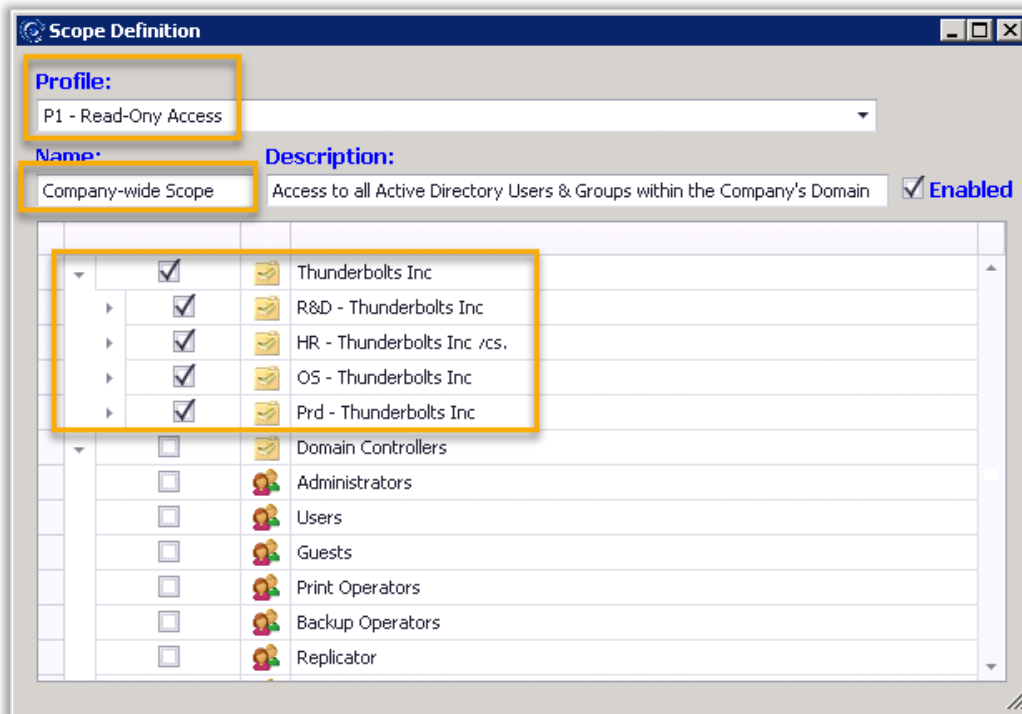 Scope Definition
Profile:
P1 - Read-Ony Access
Name: Description:
Company-wide Scope Access to all Active Directory Users & Groups within the Company's Domain Enabled
Thunderbolts Inc
R&D - Thunderbolts Inc
HR - Thunderbolts Inc /cs.
OS - Thunderbolts Inc
Prd - Thunderbolts Inc
Domain Controllers
Administrators
Users
Guests
Print Operators
Backup Operators
Replicator